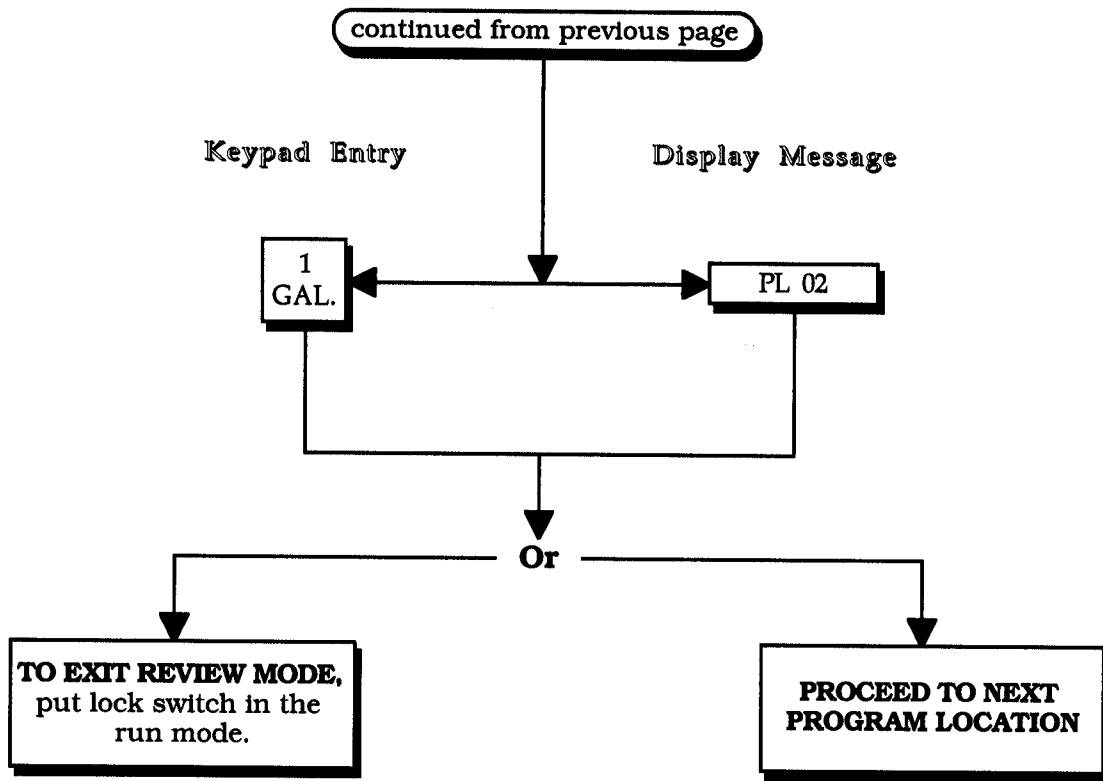 continued from previous page
Keypad Entry
Display Message
1
GAL.
PL 02
Or
TO EXIT REVIEW MODE,
put lock switch in the
run mode.
PROCEED TO NEXT
PROGRAM LOCATION